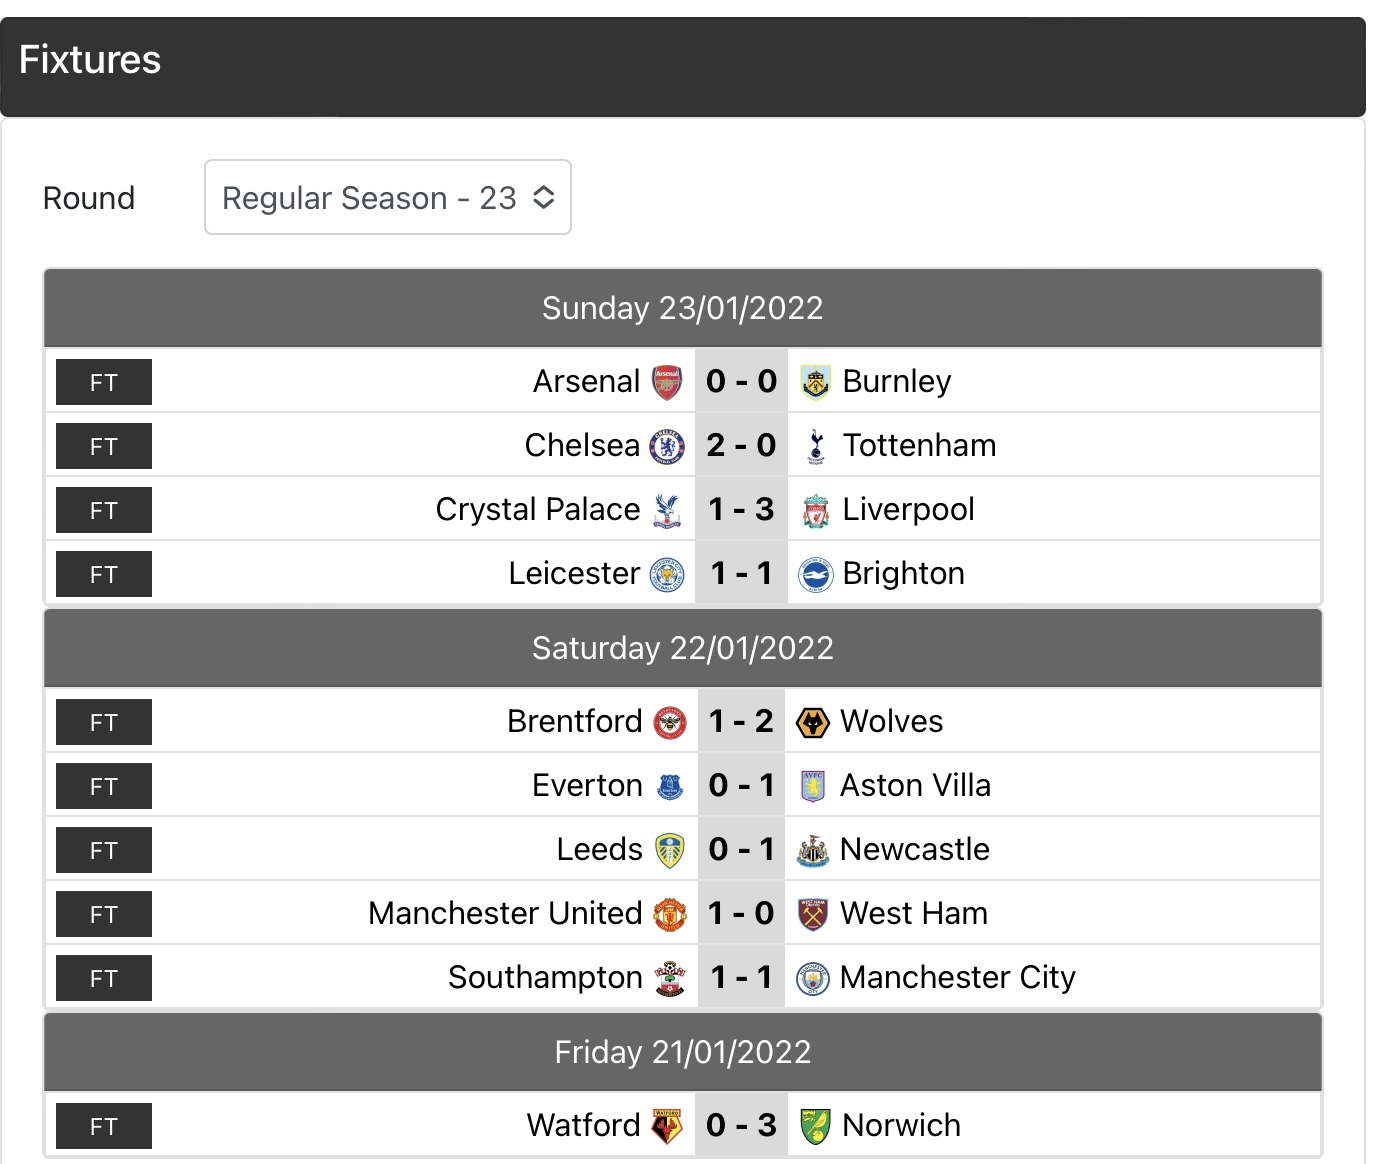 Fixtures
Round Regular Season - 23
Sunday 23/01/2022
FT Arsenal 0 - 0 Burnley
FT Chelsea 2 - 0 Tottenham
FT Crystal Palace 1 - 3 Liverpool
FT Leicester 1 - 1 Brighton
Saturday 22/01/2022
FT Brentford 1 - 2 Wolves
FT Everton 0 - 1 Aston Villa
FT Leeds 0 - 1 Newcastle
FT Manchester United 1 - 0 West Ham
FT Southampton 1 - 1 Manchester City
Friday 21/01/2022
FT Watford 0 - 3 Norwich